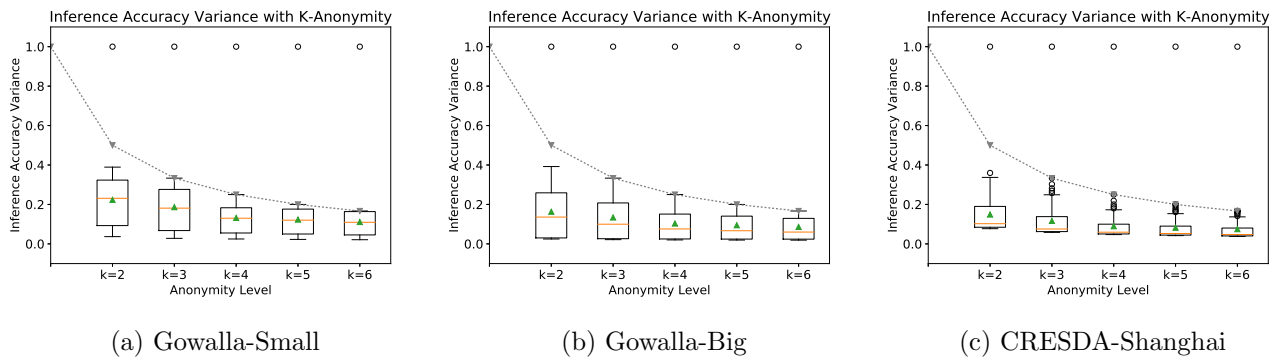 Inference Accuracy Variance with K-Anonymity
Inference Accuracy Variance
1.0
0.8
0.6
0.4
0.2
0.0
k=2 k=3 k=4 k=5 k=6
Anonymity Level
(a) Gowalla-Small
Inference Accuracy Variance with K-Anonymity
Inference Accuracy Variance
1.0
0.8
0.6
0.4
0.2
0.0
k=2 k=3 k=4 k=5 k=6
Anonymity Level
(b) Gowalla-Big
Inference Accuracy Variance with K-Anonymity
Inference Accuracy Variance
1.0
0.8
0.6
0.4
0.2
0.0
k=2 k=3 k=4 k=5 k=6
Anonymity Level
(c) CRESDA-Shanghai